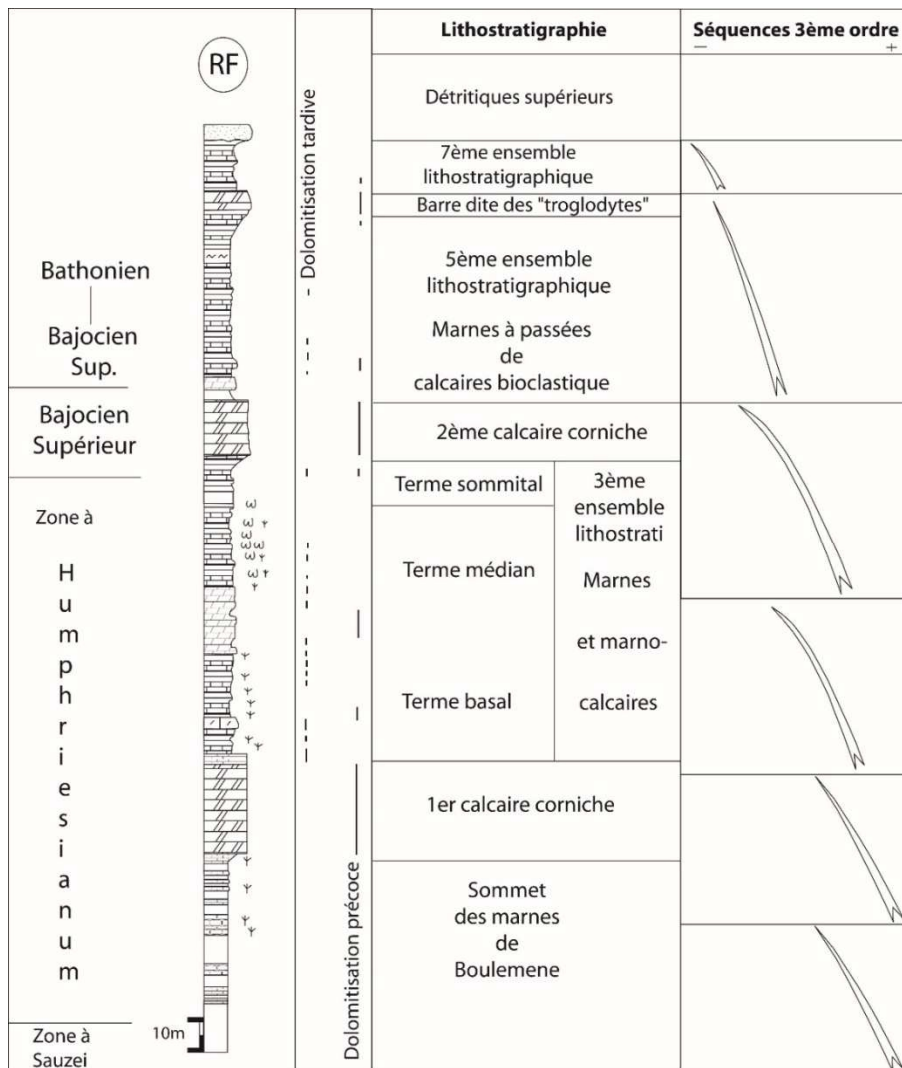 RF
Dolomitisation tardive
Dolomitisation précoce
Lithostratigraphie
Séquences 3ème ordre
— +
Détritiques supérieurs
7ème ensemble
lithostratigraphique
Barre dite des "troglodytes"
5ème ensemble
lithostratigraphique
Marnes à passées
de
calcaires bioclastique
2ème calcaire corniche
Terme sommital
Terme médian
Terme basal
3ème
ensemble
lithostrati
Marnes
et marno-
calcaires
1er calcaire corniche
Sommet
des marnes
de
Boulemene
Bathonien
Bajocien
Sup.
Bajocien
Supérieur
Zone à
H
u
m
p
h
r
i
e
s
i
a
n
u
m
Zone à
Sauzei
10m